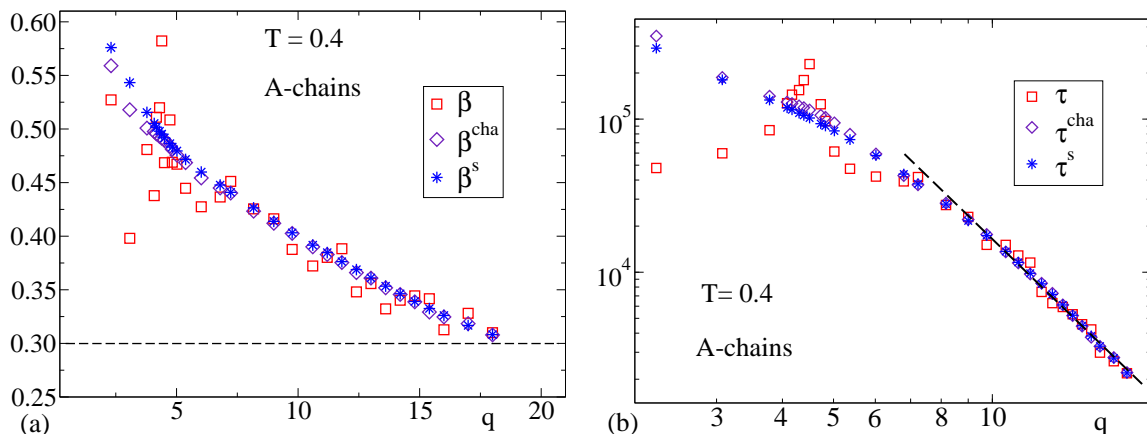 0.60
0.55
0.50
0.45
0.40
0.35
0.30
0.25
T = 0.4
A-chains
β
β^cha
β^s
5
10
15
q
20
(a)
10^5
10^4
T= 0.4
A-chains
τ
τ^cha
τ^s
3
4
5
6
8
10
q
(b)